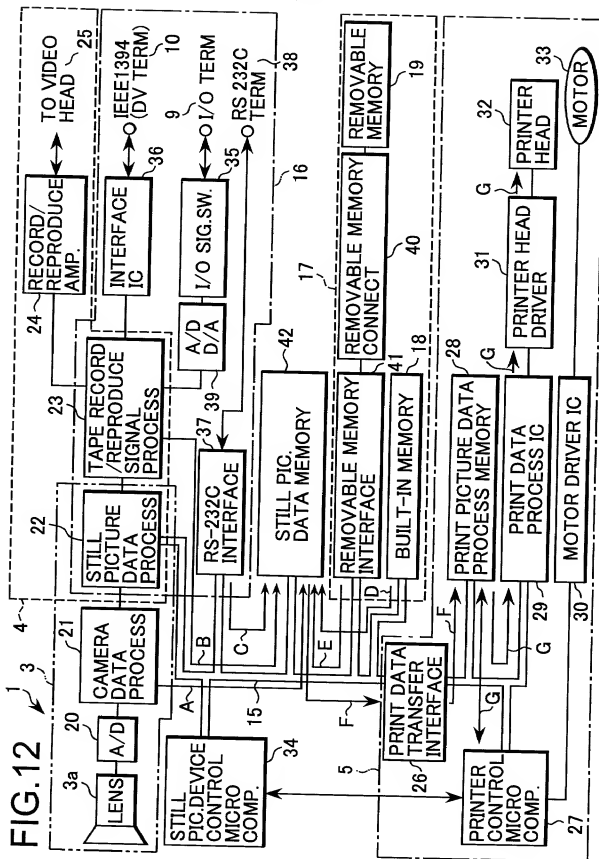 FIG.12
1
3
4
3a
LENS
20
A/D
21
CAMERA
DATA
PROCESS
22
STILL
PICTURE
DATA
PROCESS
23
TAPE RECORD
/REPRODUCE
SIGNAL
PROCESS
24
RECORD/
REPRODUCE
AMP.
TO VIDEO
HEAD
25
INTERFACE
IC
36
IEEE1394
(DV TERM)
10
A/D
D/A
39
I/O SIG.SW.
35
I/O TERM
9
RS 232C
TERM
38
16
37
RS-232C
INTERFACE
A
B
C
15
STILL
PIC.DEVICE
CONTROL
MICRO
COMP.
34
42
STILL PIC.
DATA MEMORY
17
REMOVABLE MEMORY
INTERFACE
41
REMOVABLE MEMORY
CONNECT
40
REMOVABLE
MEMORY
19
BUILT-IN MEMORY
18
D
E
F
5
PRINT DATA
TRANSFER
INTERFACE
26
F
G
PRINTER
CONTROL
MICRO
COMP.
27
PRINT PICTURE DATA
PROCESS MEMORY
28
G
PRINT DATA
PROCESS IC
29
MOTOR DRIVER IC
30
G
PRINTER HEAD
DRIVER
31
G
PRINTER
HEAD
32
MOTOR
33